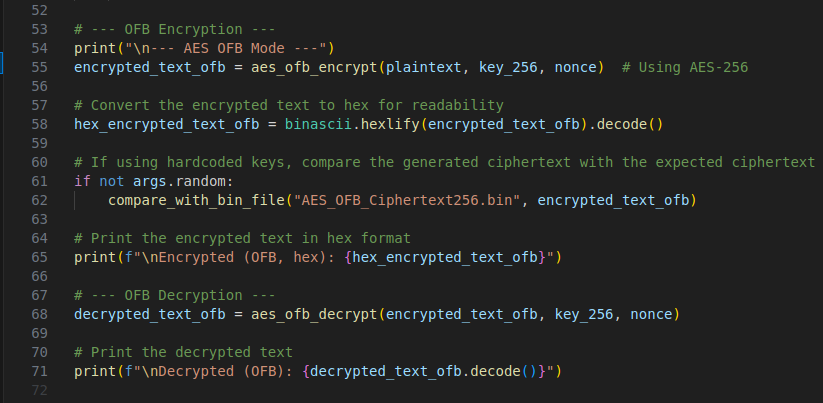 52
53 # --- OFB Encryption ---
54 print("\n--- AES OFB Mode ---")
55 encrypted_text_ofb = aes_ofb_encrypt(plaintext, key_256, nonce)  # Using AES-256
56
57 # Convert the encrypted text to hex for readability
58 hex_encrypted_text_ofb = binascii.hexlify(encrypted_text_ofb).decode()
59
60 # If using hardcoded keys, compare the generated ciphertext with the expected ciphertext
61 if not args.random:
62     compare_with_bin_file("AES_OFB_Ciphertext256.bin", encrypted_text_ofb)
63
64 # Print the encrypted text in hex format
65 print(f"\nEncrypted (OFB, hex): {hex_encrypted_text_ofb}")
66
67 # --- OFB Decryption ---
68 decrypted_text_ofb = aes_ofb_decrypt(encrypted_text_ofb, key_256, nonce)
69
70 # Print the decrypted text
71 print(f"\nDecrypted (OFB): {decrypted_text_ofb.decode()}")
72